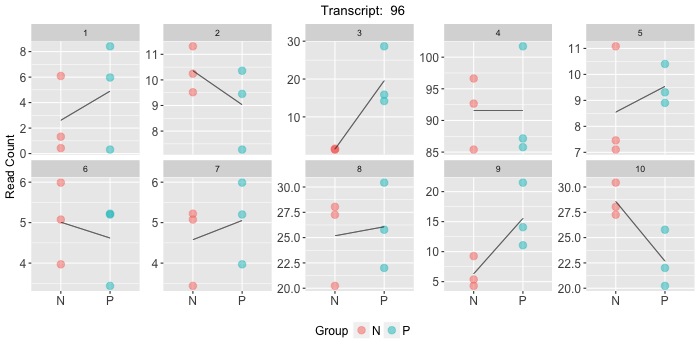 Transcript: 96
1 2 3 4 5
8 6 4 2 0
11 10 9 8
30 20 10
100 95 90 85
11 10 9 8 7
Read Count
6 7 8 9 10
6 5 4
6 5 4
30.0 27.5 25.0 22.5 20.0
20 15 10 5
30.0 27.5 25.0 22.5 20.0
N P N P N P N P N P
Group N P